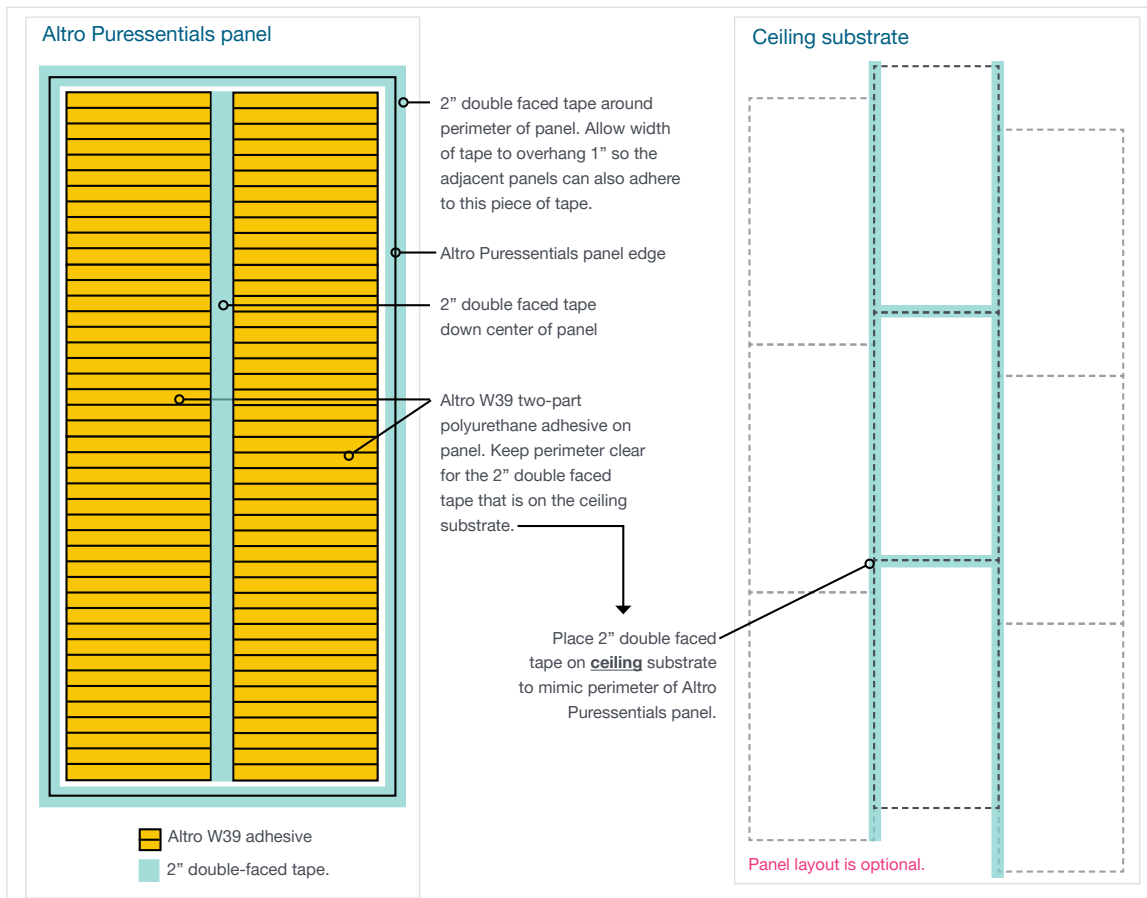 Altro Puressentials panel
2” double faced tape around
perimeter of panel. Allow width
of tape to overhang 1” so the
adjacent panels can also adhere
to this piece of tape.
Altro Puressentials panel edge
2” double faced tape
down center of panel
Altro W39 two-part
polyurethane adhesive on
panel. Keep perimeter clear
for the 2” double faced
tape that is on the ceiling
substrate.
Place 2” double faced
tape on ceiling substrate
to mimic perimeter of Altro
Puressentials panel.
Altro W39 adhesive
2” double-faced tape.
Ceiling substrate
Panel layout is optional.